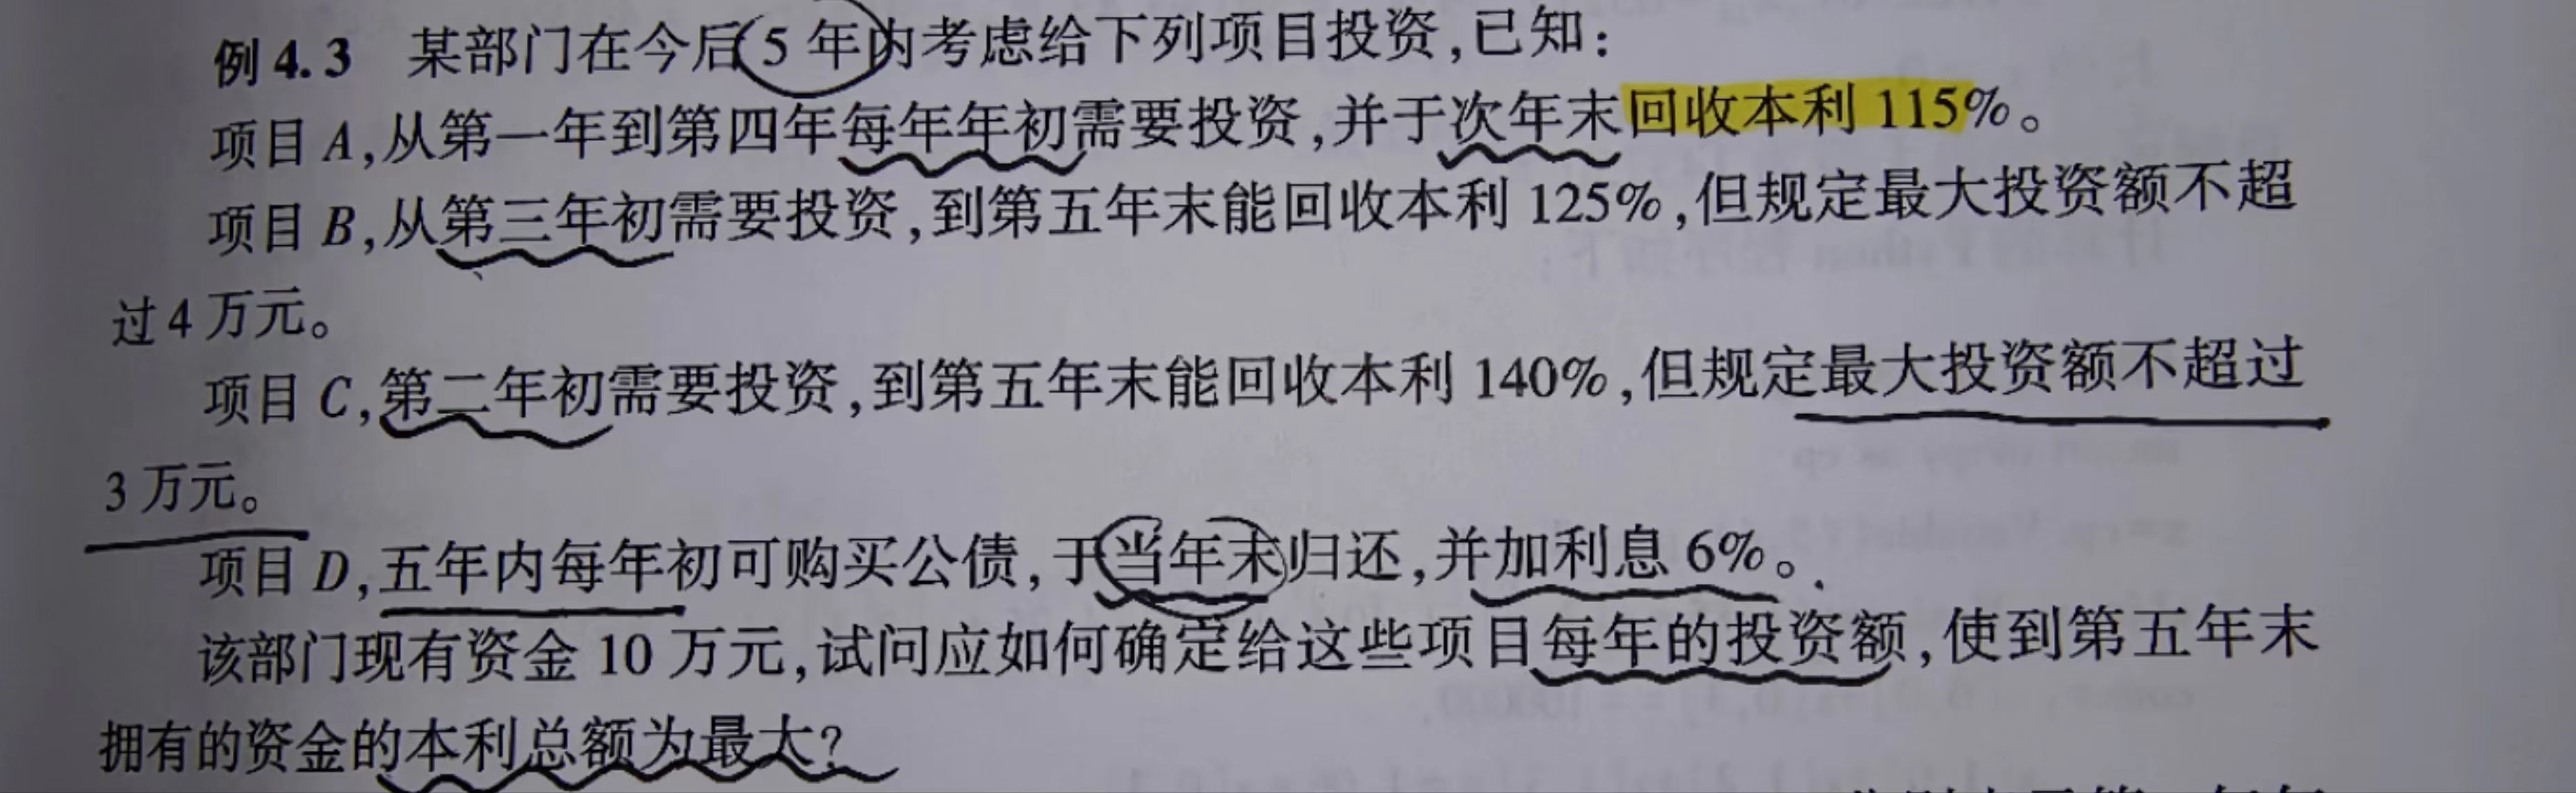 例 4.3 某部门在今后 5 年内考虑给下列项目投资,已知:
项目 A,从第一年到第四年每年年初需要投资,并于次年末回收本利 115%。
项目 B,从第三年初需要投资,到第五年末能回收本利 125%,但规定最大投资额不超
过 4 万元。
项目 C,第二年初需要投资,到第五年末能回收本利 140%,但规定最大投资额不超过
3 万元。
项目 D,五年内每年初可购买公债,于当年末归还,并加利息 6%。
该部门现有资金 10 万元,试问应如何确定给这些项目每年的投资额,使到第五年末
拥有的资金的本利总额为最大?